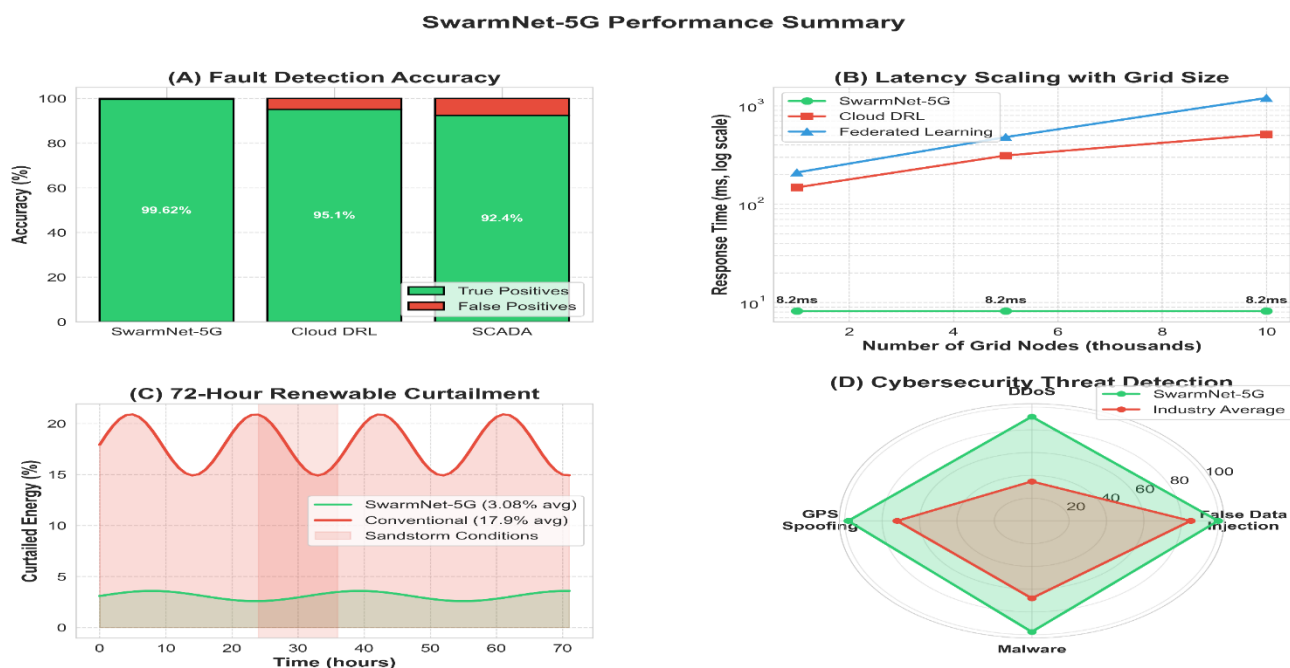 SwarmNet-5G Performance Summary
(A) Fault Detection Accuracy
Accuracy (%)
100
80
60
40
20
0
99.62%
95.1%
92.4%
True Positives
False Positives
SwarmNet-5G
Cloud DRL
SCADA
(B) Latency Scaling with Grid Size
Response Time (ms, log scale)
10³
10²
10¹
SwarmNet-5G
Cloud DRL
Federated Learning
8.2ms
8.2ms
8.2ms
2
4
6
8
10
Number of Grid Nodes (thousands)
(C) 72-Hour Renewable Curtailment
Curtailed Energy (%)
20
15
10
5
0
SwarmNet-5G (3.08% avg)
Conventional (17.9% avg)
Sandstorm Conditions
0
10
20
30
40
50
60
70
Time (hours)
(D) Cybersecurity Threat Detection
DDoS
SwarmNet-5G
Industry Average
100
80
60
40
20
GPS
Spoofing
False Data
Injection
Malware